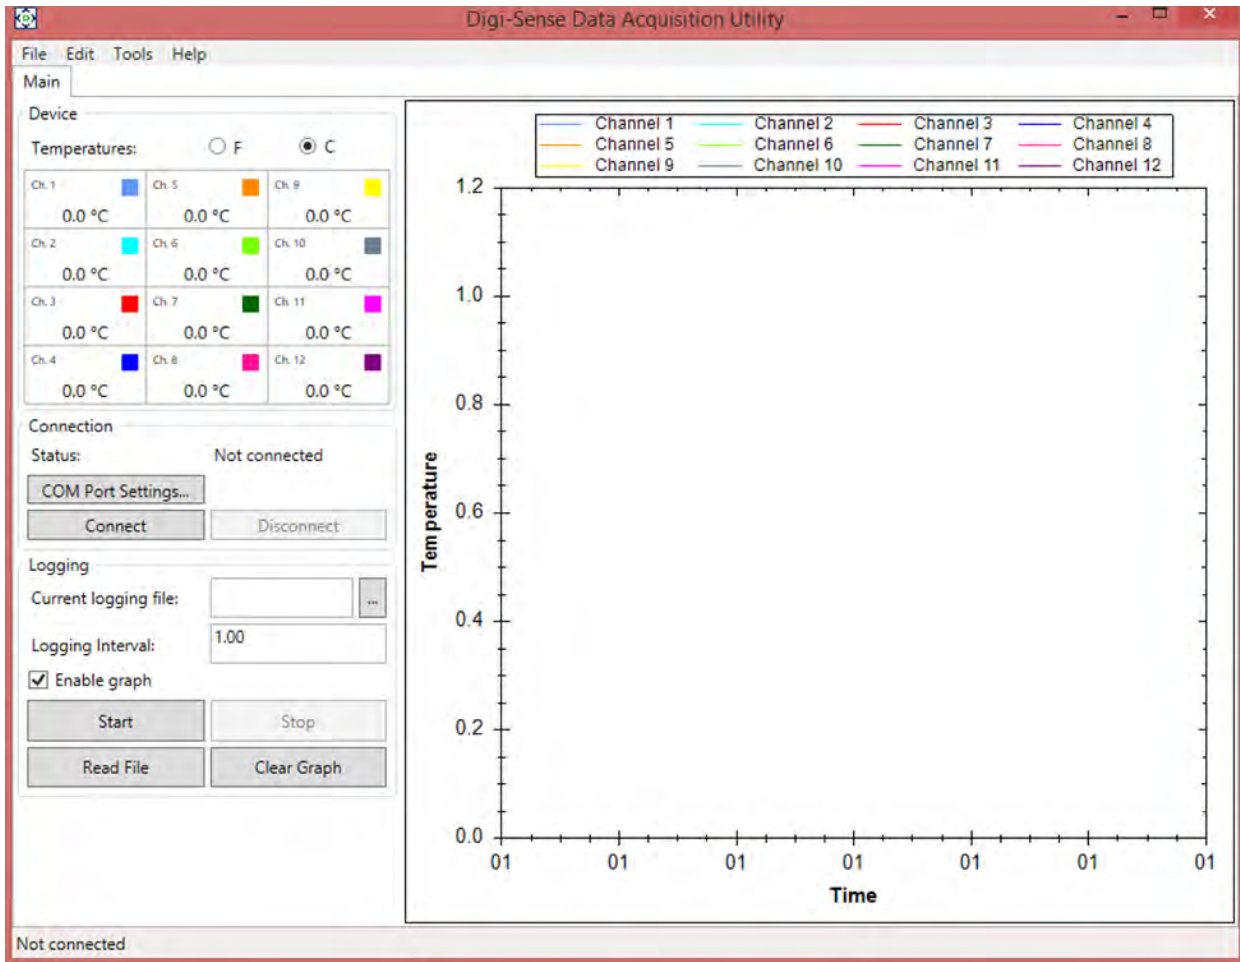 Digi-Sense Data Acquisition Utility
File Edit Tools Help
Main
Device
Temperatures: F C
Ch. 1 Ch. 5 Ch. 9
0.0 °C 0.0 °C 0.0 °C
Ch. 2 Ch. 6 Ch. 10
0.0 °C 0.0 °C 0.0 °C
Ch. 3 Ch. 7 Ch. 11
0.0 °C 0.0 °C 0.0 °C
Ch. 4 Ch. 8 Ch. 12
0.0 °C 0.0 °C 0.0 °C
Connection
Status: Not connected
COM Port Settings...
Connect Disconnect
Logging
Current logging file: ...
Logging Interval: 1.00
Enable graph
Start Stop
Read File Clear Graph
Channel 1 Channel 2 Channel 3 Channel 4
Channel 5 Channel 6 Channel 7 Channel 8
Channel 9 Channel 10 Channel 11 Channel 12
1.2
1.0
0.8
0.6
0.4
0.2
0.0
Temperature
01 01 01 01 01 01 01
Time
Not connected